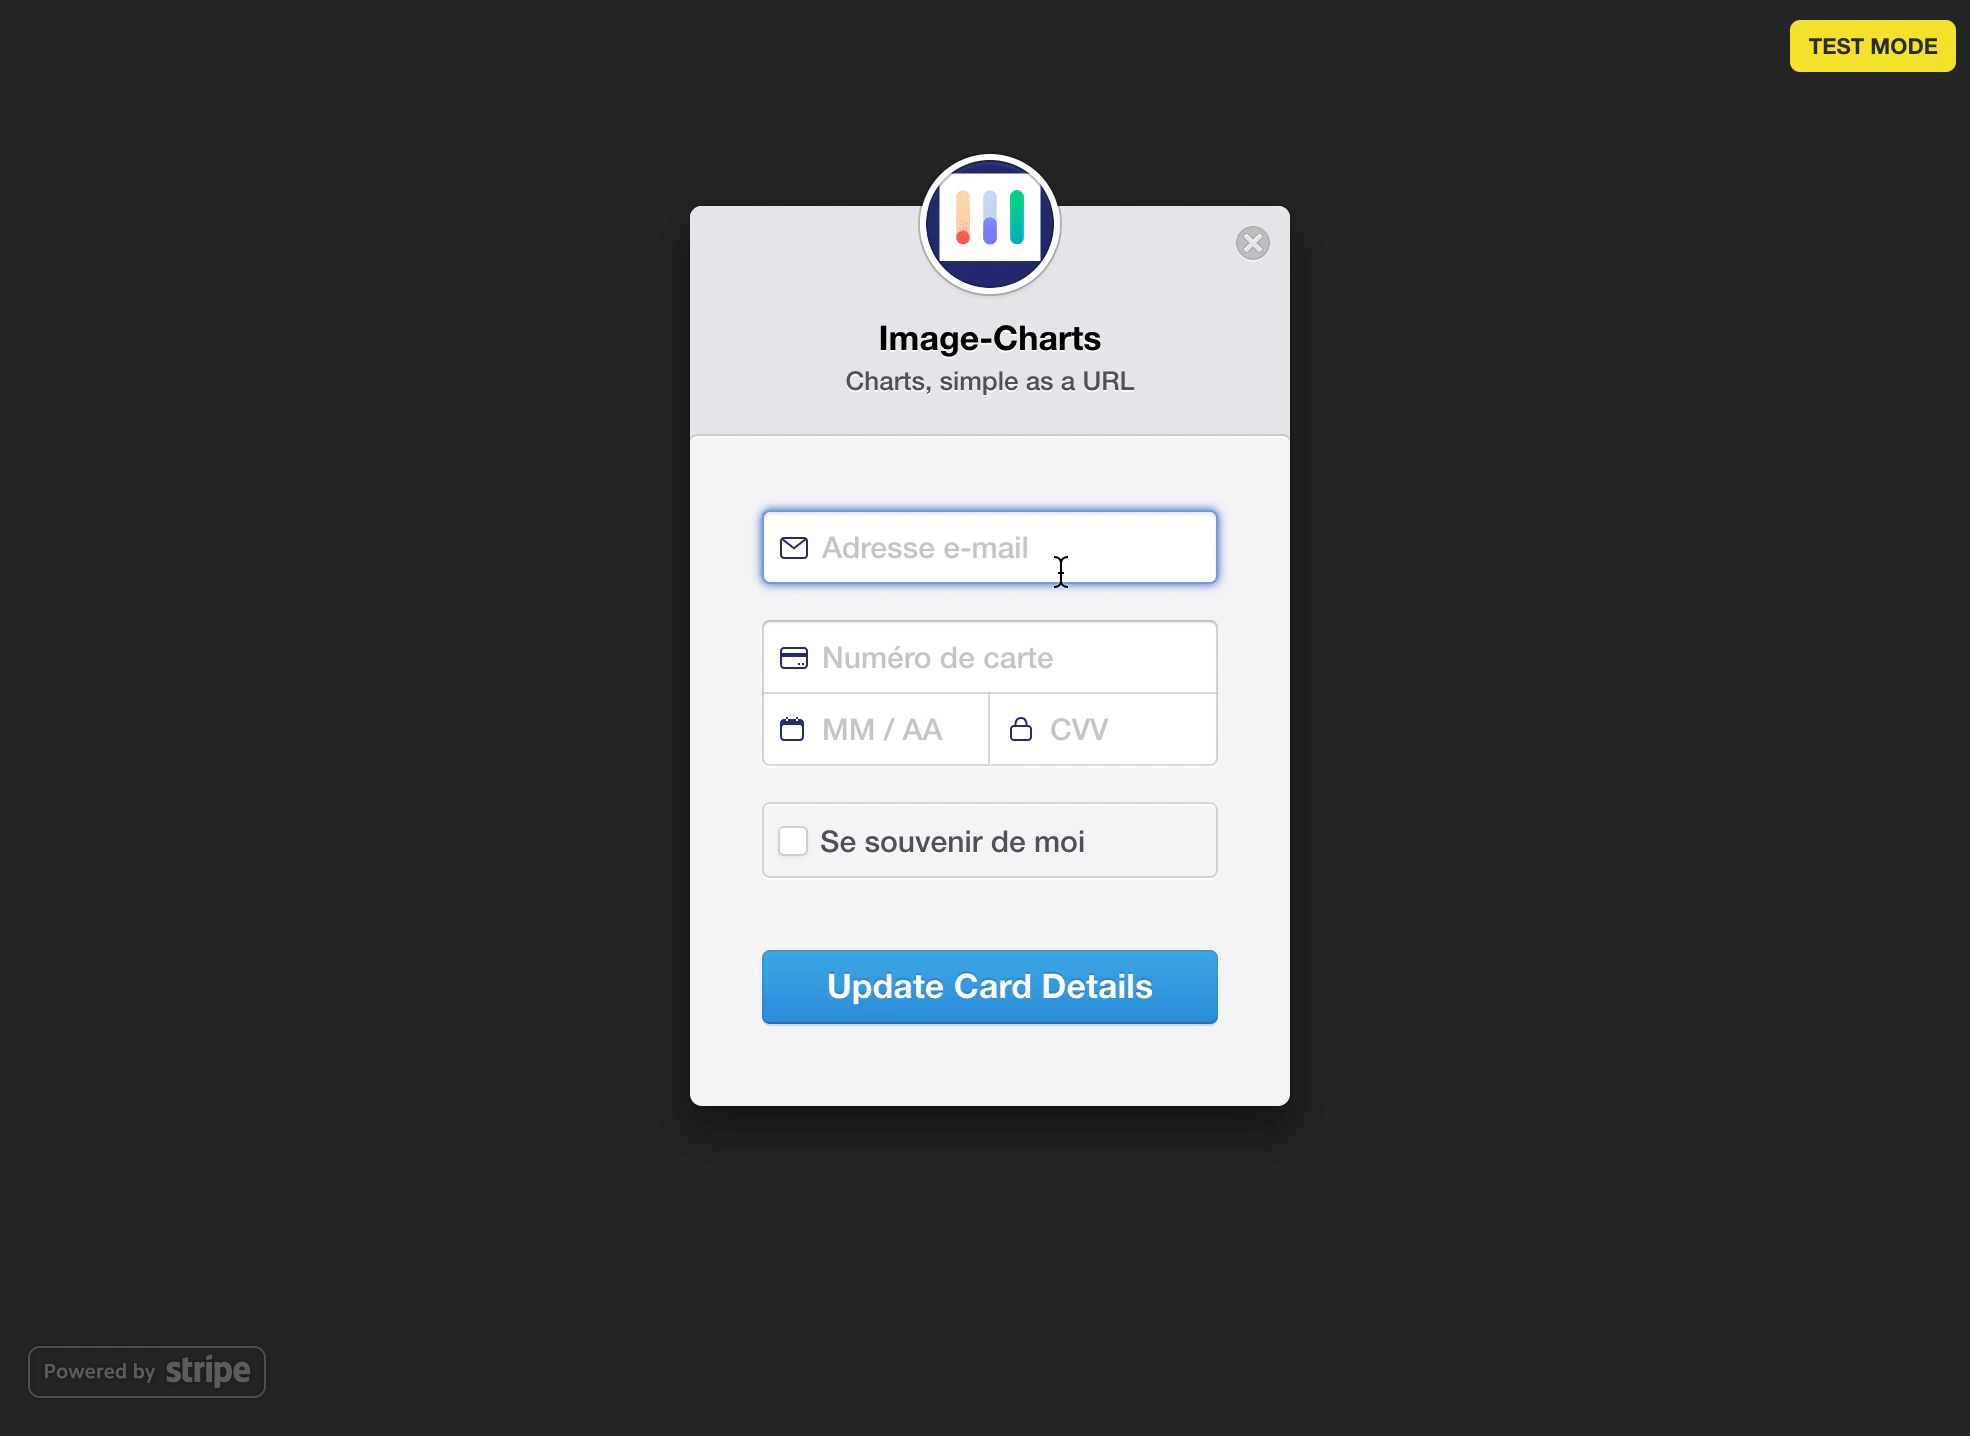 TEST MODE
Image-Charts
Charts, simple as a URL
Adresse e-mail
Numéro de carte
MM / AA
CVV
Se souvenir de moi
Update Card Details
Powered by stripe